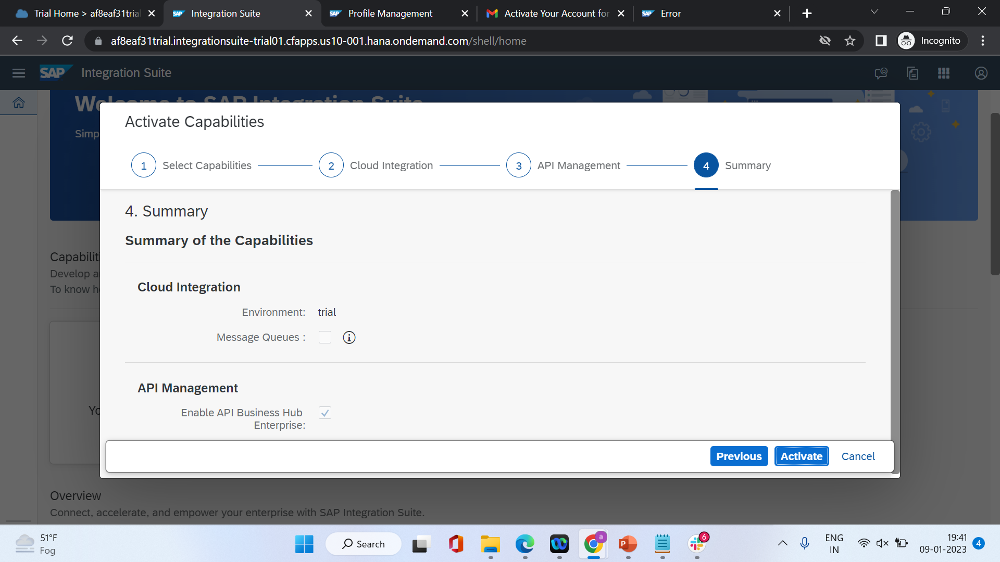 Trial Home > af8eaf31trial
Integration Suite
Profile Management
Activate Your Account for
Error
af8eaf31trial.integrationsuite-trial01.cfapps.us10-001.hana.ondemand.com/shell/home
Incognito
SAP
Integration Suite
Welcome to SAP Integration Suite
Simp
Activate Capabilities
1 Select Capabilities
2 Cloud Integration
3 API Management
4 Summary
4. Summary
Summary of the Capabilities
Capabiliti
Develop a
To know h
Cloud Integration
Environment: trial
Message Queues :
API Management
Yo
Enable API Business Hub
Enterprise:
Previous
Activate
Cancel
Overview
Connect, accelerate, and empower your enterprise with SAP Integration Suite.
51°F
Fog
Search
a
P
6
ENG
IN
19:41
09-01-2023
4